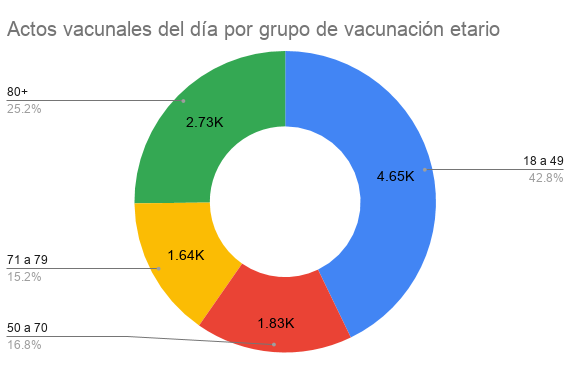 Actos vacunales del día por grupo de vacunación etario
80+
25.2%
2.73K
18 a 49
42.8%
4.65K
71 a 79
15.2%
1.64K
50 a 70
16.8%
1.83K